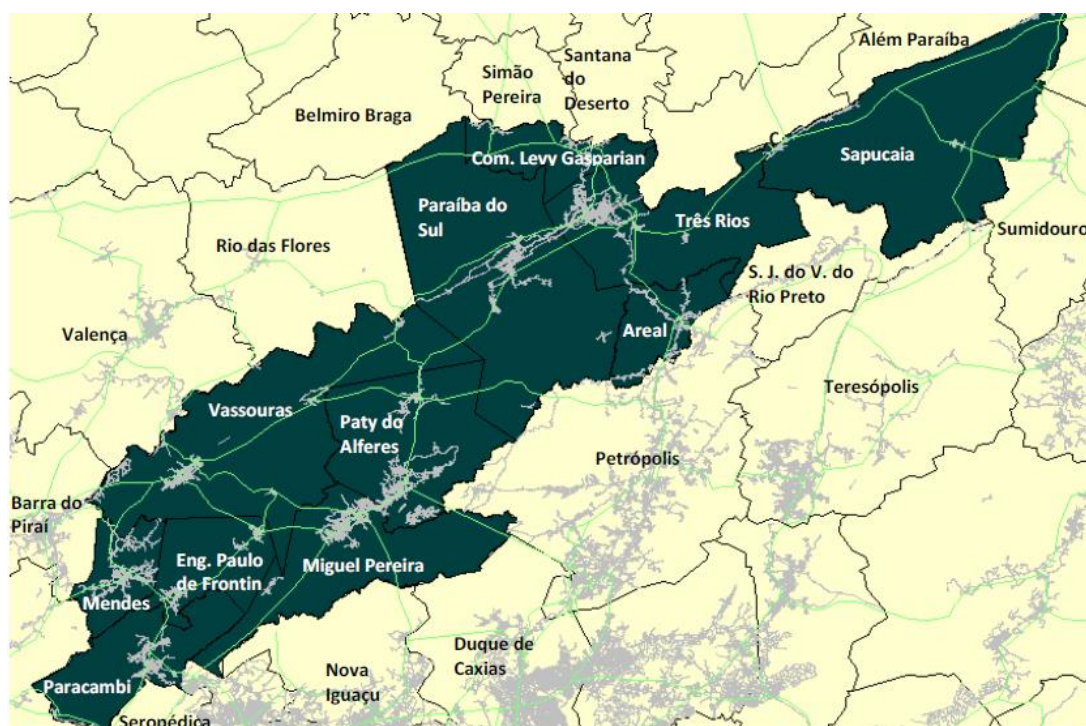 Além Paraíba
Santana
do
Deserto
Simão
Pereira
Belmiro Braga
Com. Levy Gasparian
Sapucaia
Paraíba do
Sul
Três Rios
Sumidouro
Rio das Flores
S. J. do V. do
Rio Preto
Valença
Areal
Teresópolis
Vassouras
Paty do
Alferes
Petrópolis
Barra do
Piraí
Eng. Paulo
de Frontin
Miguel Pereira
Mendes
Duque de
Caxias
Nova
Iguaçu
Paracambi
Seropédica